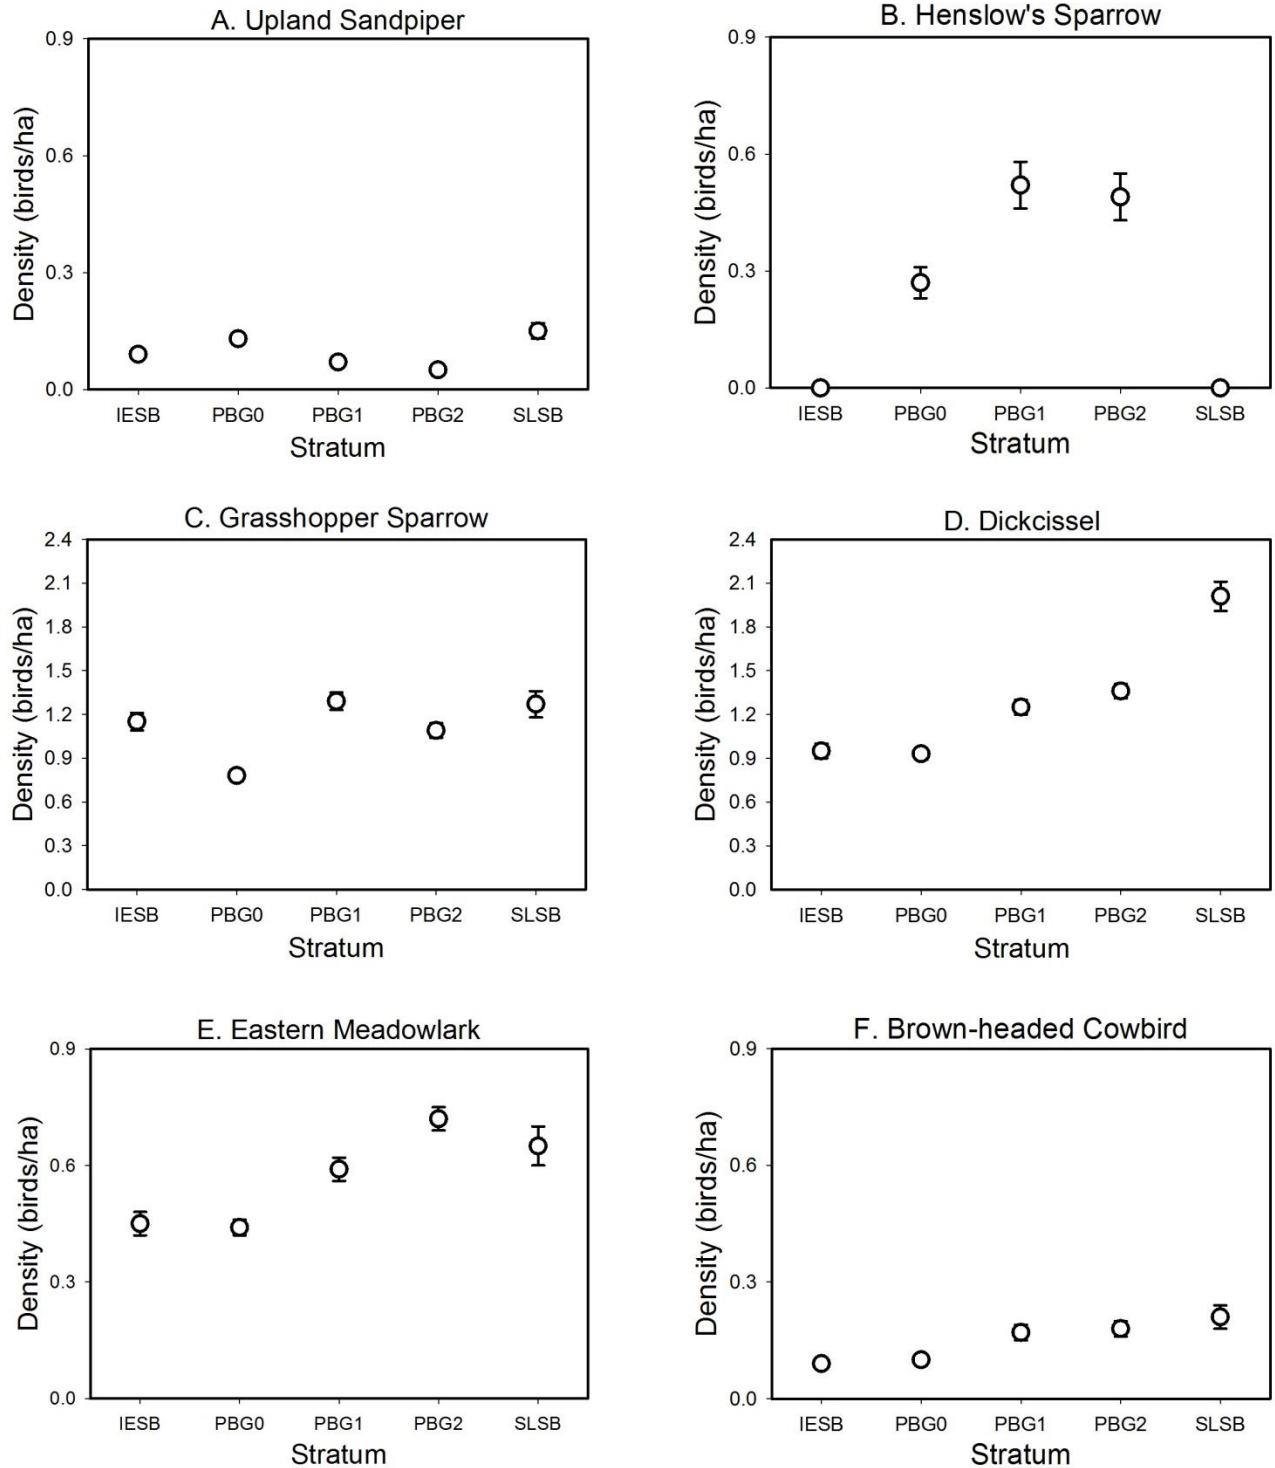 A. Upland Sandpiper
Density (birds/ha)
0.9
0.6
0.3
0.0
IESB PBG0 PBG1 PBG2 SLSB
Stratum
B. Henslow's Sparrow
Density (birds/ha)
0.9
0.6
0.3
0.0
IESB PBG0 PBG1 PBG2 SLSB
Stratum
C. Grasshopper Sparrow
Density (birds/ha)
2.4
2.1
1.8
1.5
1.2
0.9
0.6
0.3
0.0
IESB PBG0 PBG1 PBG2 SLSB
Stratum
D. Dickcissel
Density (birds/ha)
2.4
2.1
1.8
1.5
1.2
0.9
0.6
0.3
0.0
IESB PBG0 PBG1 PBG2 SLSB
Stratum
E. Eastern Meadowlark
Density (birds/ha)
0.9
0.6
0.3
0.0
IESB PBG0 PBG1 PBG2 SLSB
Stratum
F. Brown-headed Cowbird
Density (birds/ha)
0.9
0.6
0.3
0.0
IESB PBG0 PBG1 PBG2 SLSB
Stratum